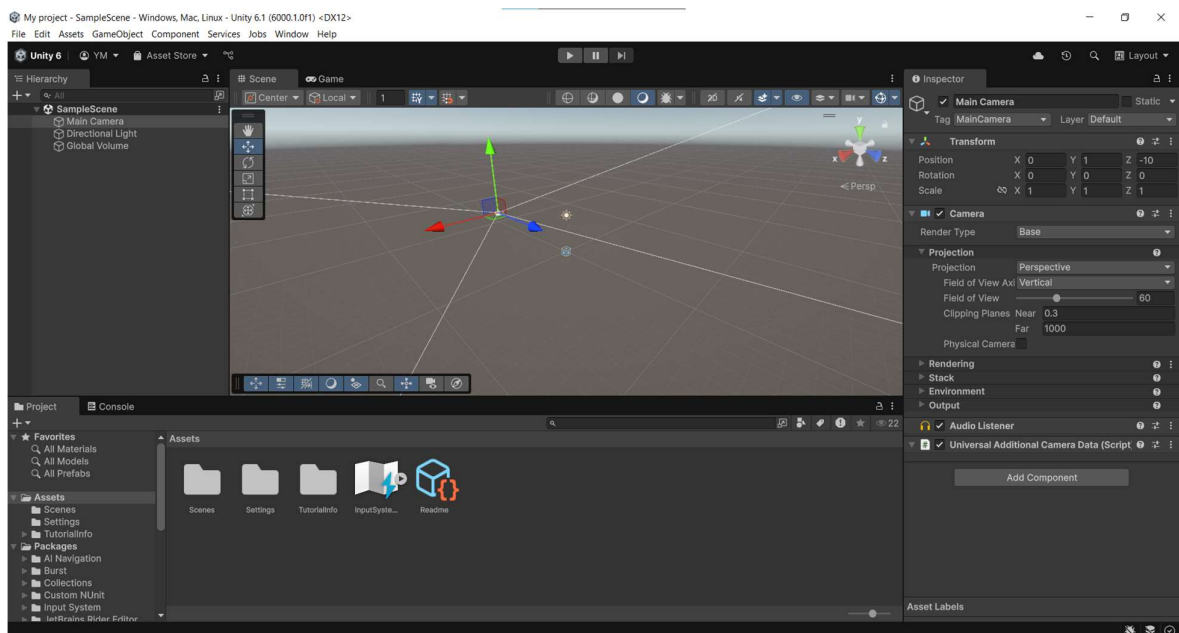 My project - SampleScene - Windows, Mac, Linux - Unity 6.1 (6000.1.0f1) <DX12>
File Edit Assets GameObject Component Services Jobs Window Help
Unity 6 YM Asset Store Layout
Hierarchy
All
SampleScene
Main Camera
Directional Light
Global Volume
Scene Game
Center Local 1 2D
y
x z
Persp
Inspector
Main Camera Static
Tag MainCamera Layer Default
Transform
Position X 0 Y 1 Z -10
Rotation X 0 Y 0 Z 0
Scale X 1 Y 1 Z 1
Camera
Render Type Base
Projection
Projection Perspective
Field of View Axi Vertical
Field of View 60
Clipping Planes Near 0.3
Far 1000
Physical Camera
Rendering
Stack
Environment
Output
Audio Listener
# Universal Additional Camera Data (Script
Add Component
Asset Labels
Project Console
22
Favorites
All Materials
All Models
All Prefabs
Assets
Scenes
Settings
TutorialInfo
Packages
AI Navigation
Burst
Collections
Custom NUnit
Input System
JetBrains Rider Editor
Assets
Scenes Settings TutorialInfo InputSyste... Readme